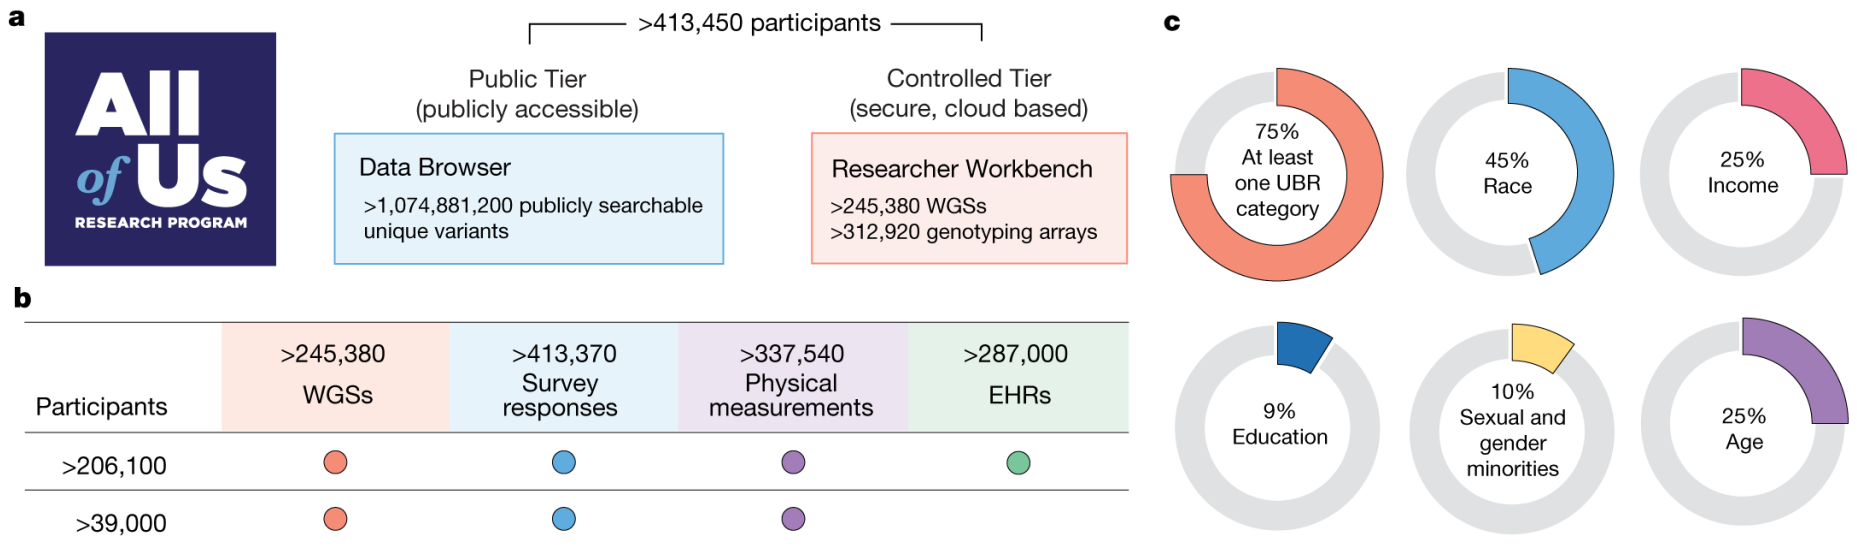 a
All
of Us
RESEARCH PROGRAM
>413,450 participants
Public Tier
(publicly accessible)
Data Browser
>1,074,881,200 publicly searchable
unique variants
Controlled Tier
(secure, cloud based)
Researcher Workbench
>245,380 WGSs
>312,920 genotyping arrays
b
Participants
>245,380
WGSs
>413,370
Survey
responses
>337,540
Physical
measurements
>287,000
EHRs
>206,100
>39,000
c
75%
At least
one UBR
category
45%
Race
25%
Income
9%
Education
10%
Sexual and
gender
minorities
25%
Age